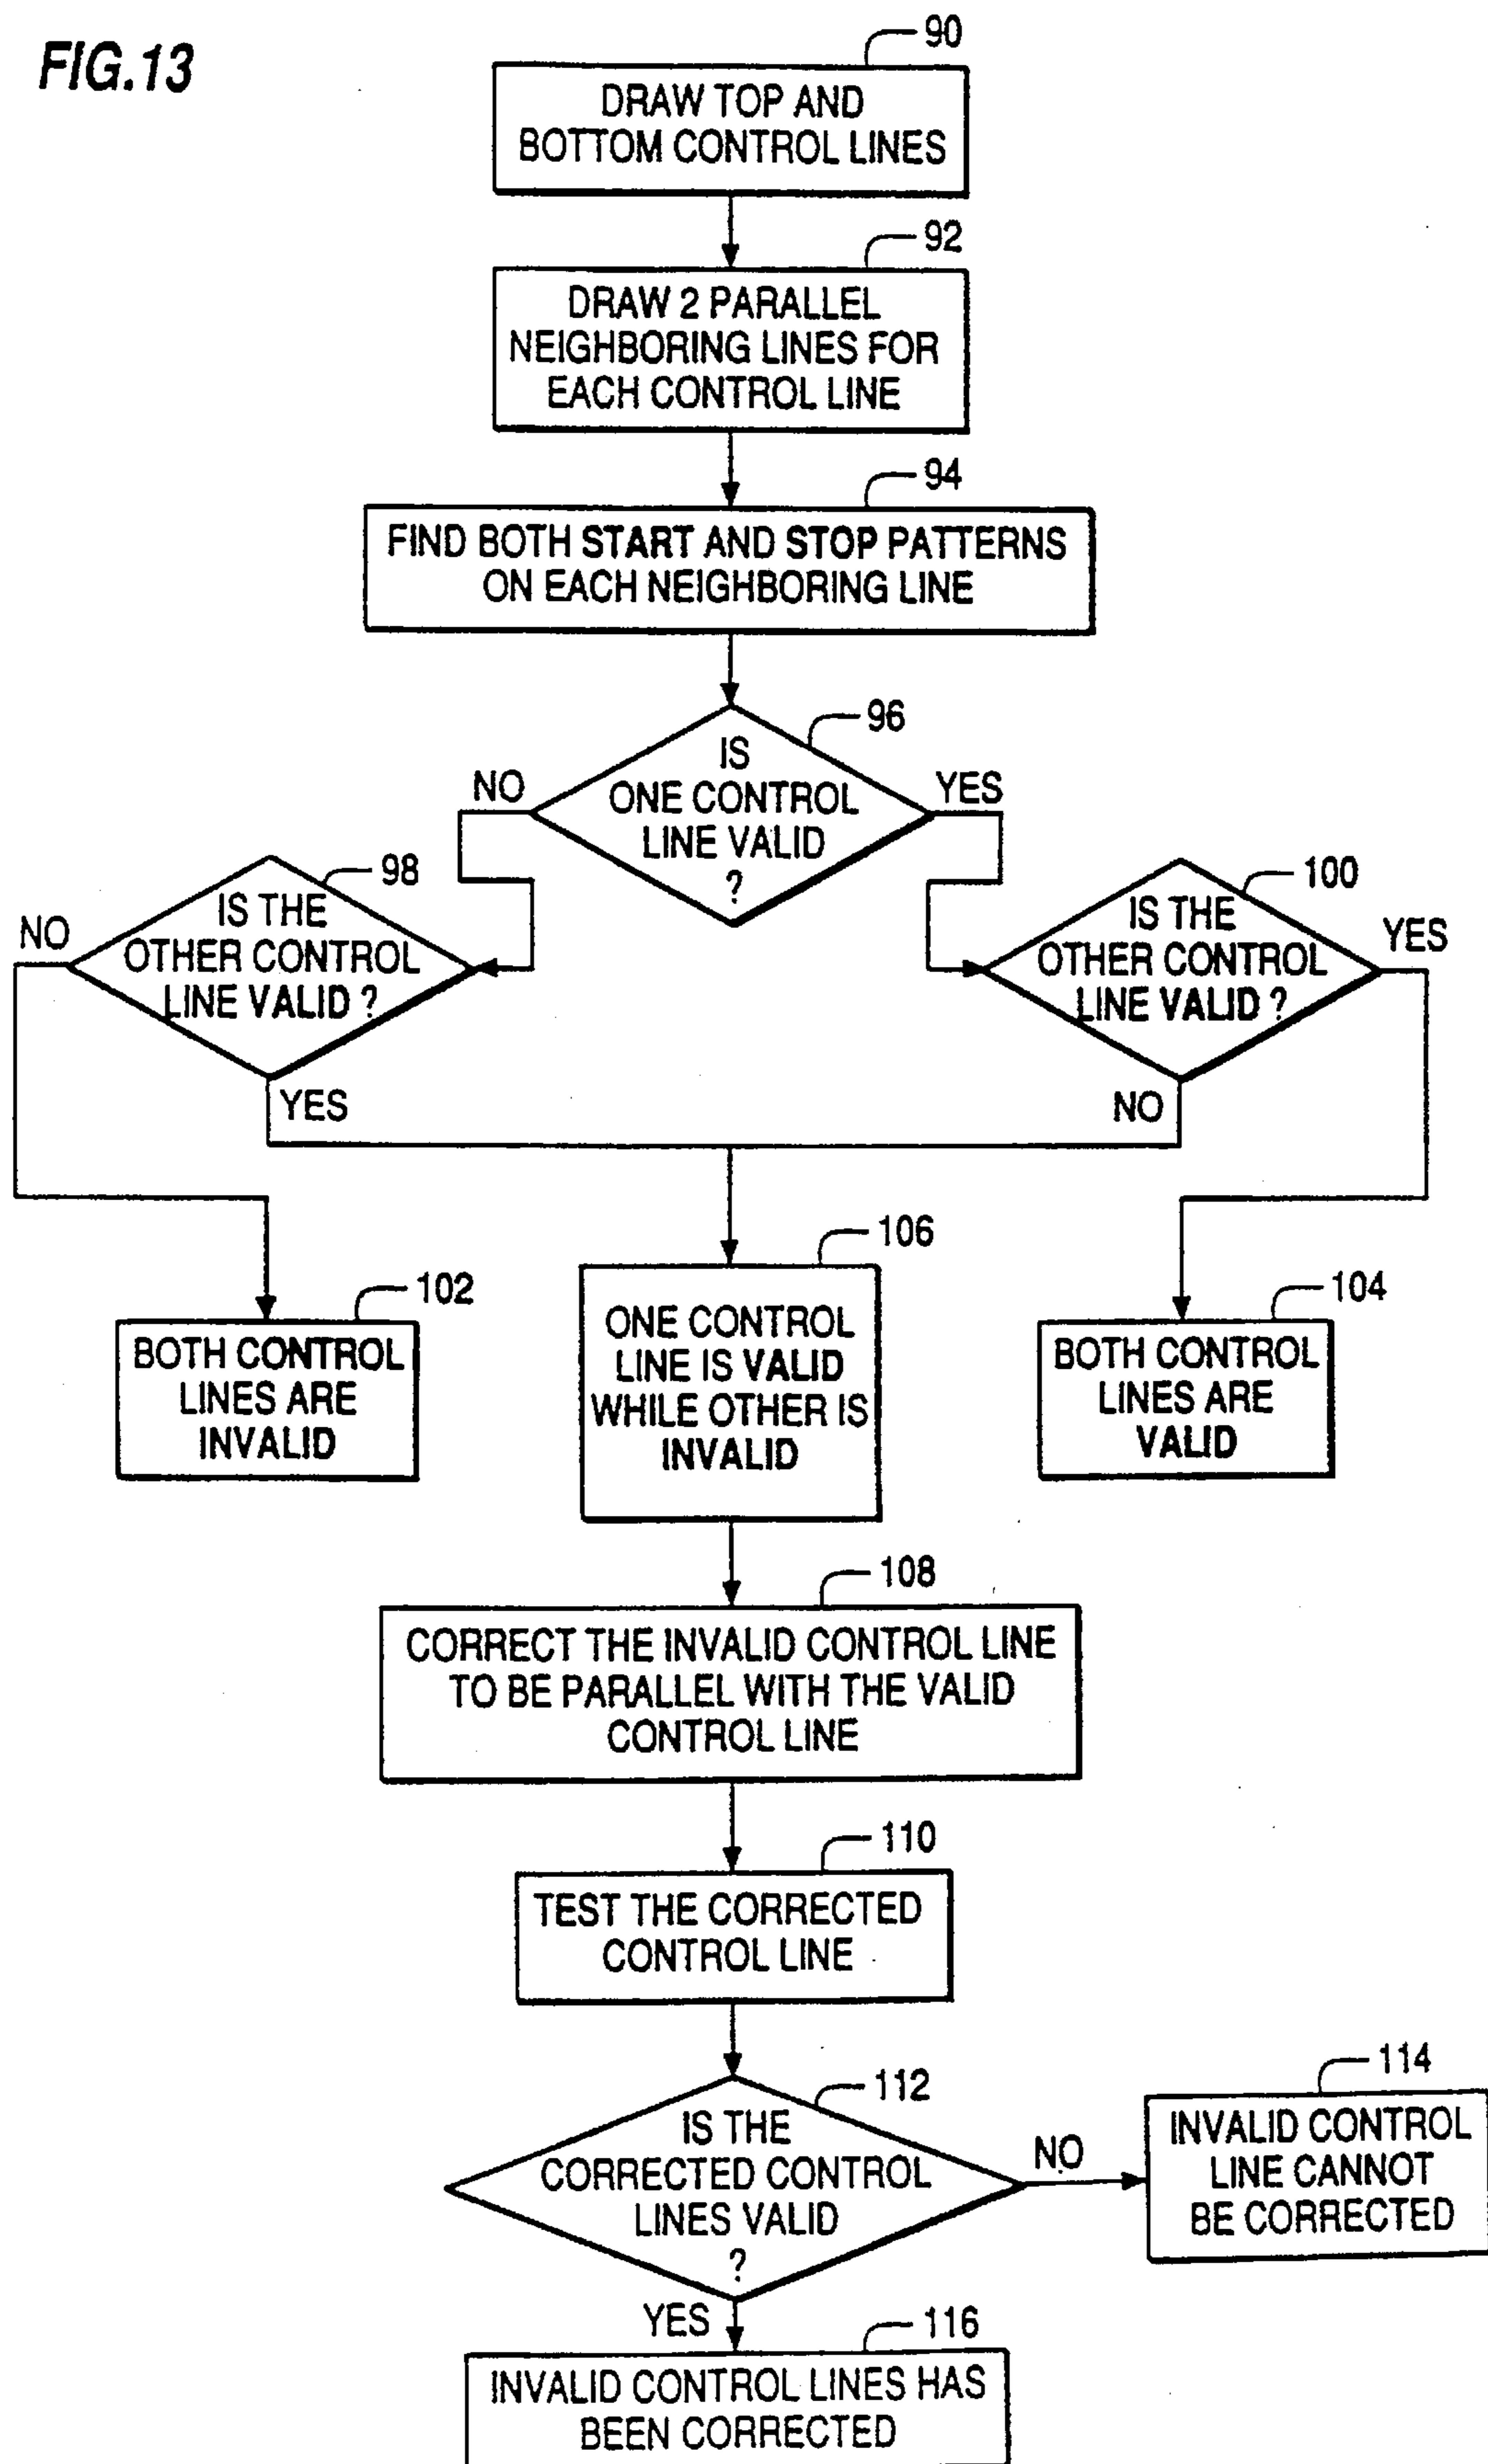 FIG.13
90
DRAW TOP AND
BOTTOM CONTROL LINES
92
DRAW 2 PARALLEL
NEIGHBORING LINES FOR
EACH CONTROL LINE
94
FIND BOTH START AND STOP PATTERNS
ON EACH NEIGHBORING LINE
96
IS
ONE CONTROL
LINE VALID
?
NO
YES
98
IS THE
OTHER CONTROL
LINE VALID ?
NO
YES
100
IS THE
OTHER CONTROL
LINE VALID ?
YES
NO
102
BOTH CONTROL
LINES ARE
INVALID
106
ONE CONTROL
LINE IS VALID
WHILE OTHER IS
INVALID
104
BOTH CONTROL
LINES ARE
VALID
108
CORRECT THE INVALID CONTROL LINE
TO BE PARALLEL WITH THE VALID
CONTROL LINE
110
TEST THE CORRECTED
CONTROL LINE
112
IS THE
CORRECTED CONTROL
LINES VALID
?
NO
114
INVALID CONTROL
LINE CANNOT
BE CORRECTED
YES
116
INVALID CONTROL LINES HAS
BEEN CORRECTED